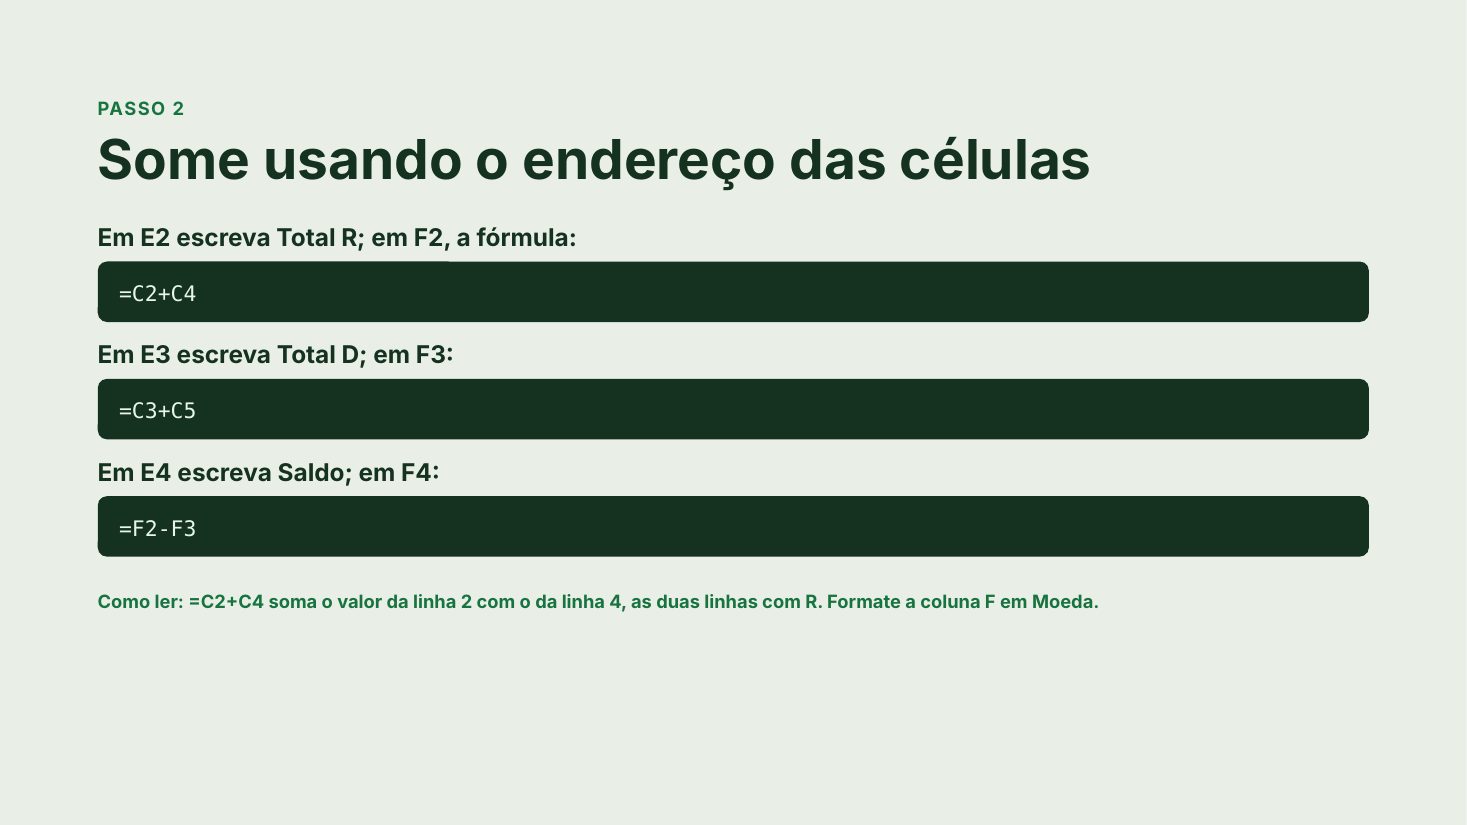 PASSO 2
Some usando o endereço das células
Em E2 escreva Total R; em F2, a fórmula:
=C2+C4
Em E3 escreva Total D; em F3:
=C3+C5
Em E4 escreva Saldo; em F4:
=F2-F3
Como ler: =C2+C4 soma o valor da linha 2 com o da linha 4, as duas linhas com R. Formate a coluna F em Moeda.